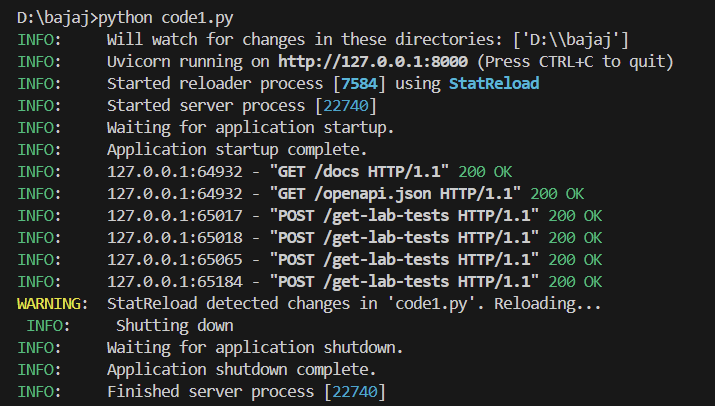 D:\bajaj>python code1.py
INFO:     Will watch for changes in these directories: ['D:\\bajaj']
INFO:     Uvicorn running on http://127.0.0.1:8000 (Press CTRL+C to quit)
INFO:     Started reloader process [7584] using StatReload
INFO:     Started server process [22740]
INFO:     Waiting for application startup.
INFO:     Application startup complete.
INFO:     127.0.0.1:64932 - "GET /docs HTTP/1.1" 200 OK
INFO:     127.0.0.1:64932 - "GET /openapi.json HTTP/1.1" 200 OK
INFO:     127.0.0.1:65017 - "POST /get-lab-tests HTTP/1.1" 200 OK
INFO:     127.0.0.1:65018 - "POST /get-lab-tests HTTP/1.1" 200 OK
INFO:     127.0.0.1:65065 - "POST /get-lab-tests HTTP/1.1" 200 OK
INFO:     127.0.0.1:65184 - "POST /get-lab-tests HTTP/1.1" 200 OK
WARNING:  StatReload detected changes in 'code1.py'. Reloading...
 INFO:     Shutting down
INFO:     Waiting for application shutdown.
INFO:     Application shutdown complete.
INFO:     Finished server process [22740]